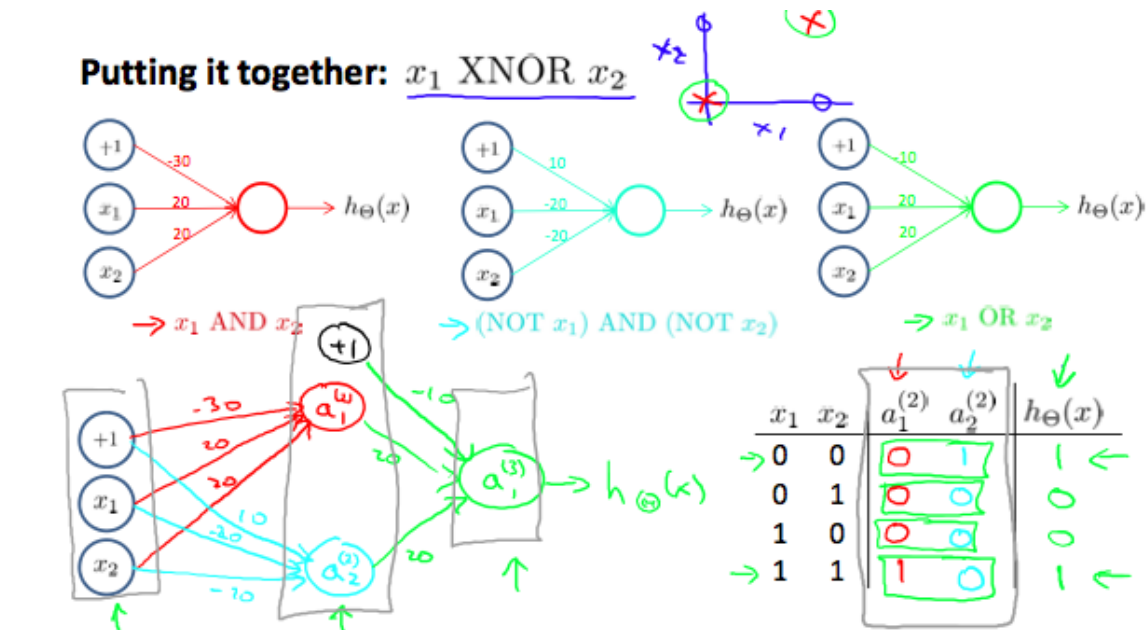 Putting it together: x₁ XNOR x₂
x₂
x₁
+1
-30
x₁
20
hΘ(x)
20
x₂
+1
10
x₁
-20
hΘ(x)
-20
x₂
+1
-10
x₁
20
hΘ(x)
20
x₂
→ x₁ AND x₂
→ (NOT x₁) AND (NOT x₂)
→ x₁ OR x₂
+1
-10
+1
-30
a₁
20
20
20
a₁⁽³⁾ → hΘ(x)
x₁
10
-20
x₂
20
a₂⁽²⁾
x₁ x₂ a₁⁽²⁾ a₂⁽²⁾ hΘ(x)
→ 0 0 0 1 1 ←
0 1 0 0 0
1 0 0 0 0
→ 1 1 1 0 1 ←